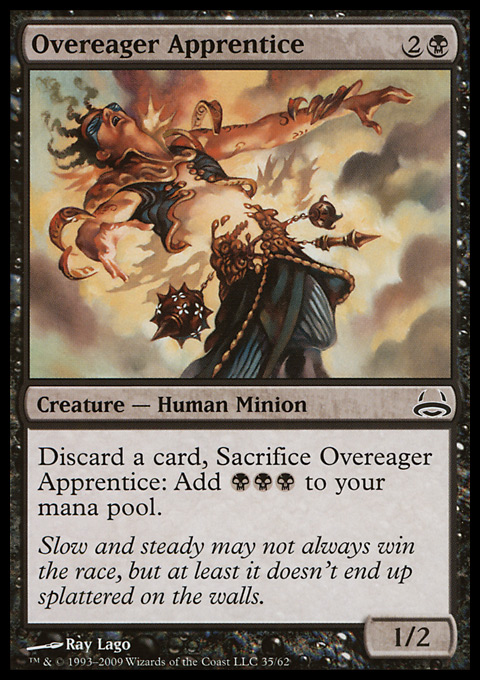 Overeager Apprentice 2
Creature — Human Minion
Discard a card, Sacrifice Overeager
Apprentice: Add to your
mana pool.
Slow and steady may not always win
the race, but at least it doesn't end up
splattered on the walls.
Ray Lago
1/2
™ & © 1993–2009 Wizards of the Coast LLC 35/62